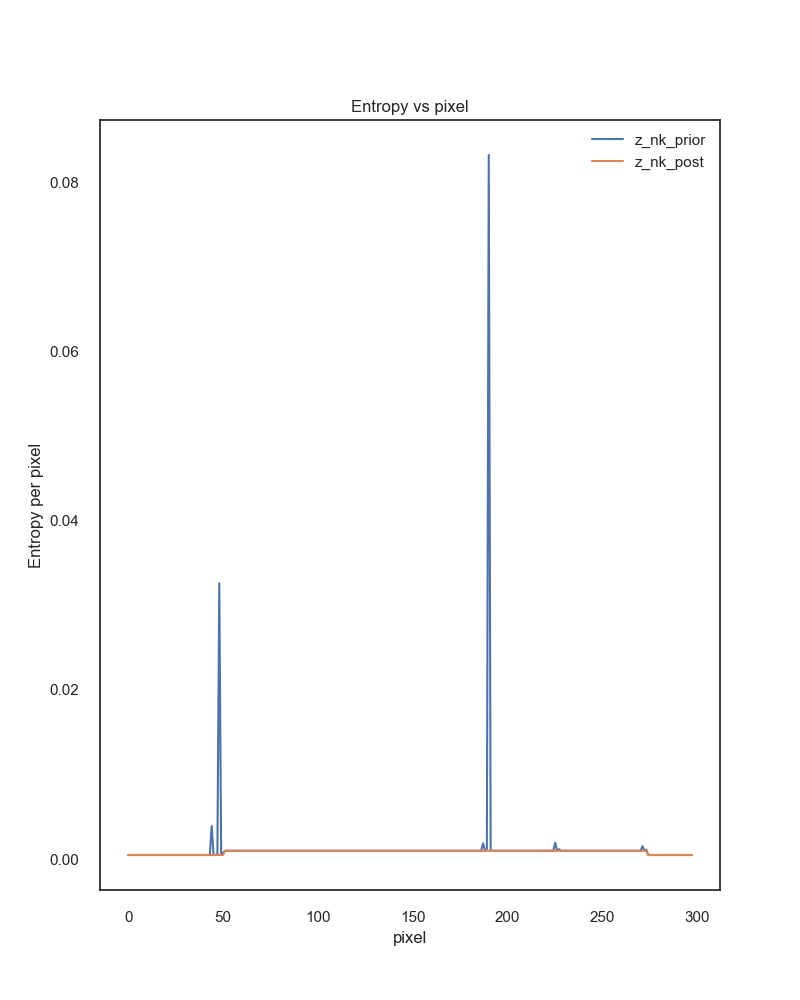 Entropy vs pixel
z_nk_prior
z_nk_post
0.08
0.06
0.04
0.02
0.00
Entropy per pixel
0 50 100 150 200 250 300
pixel